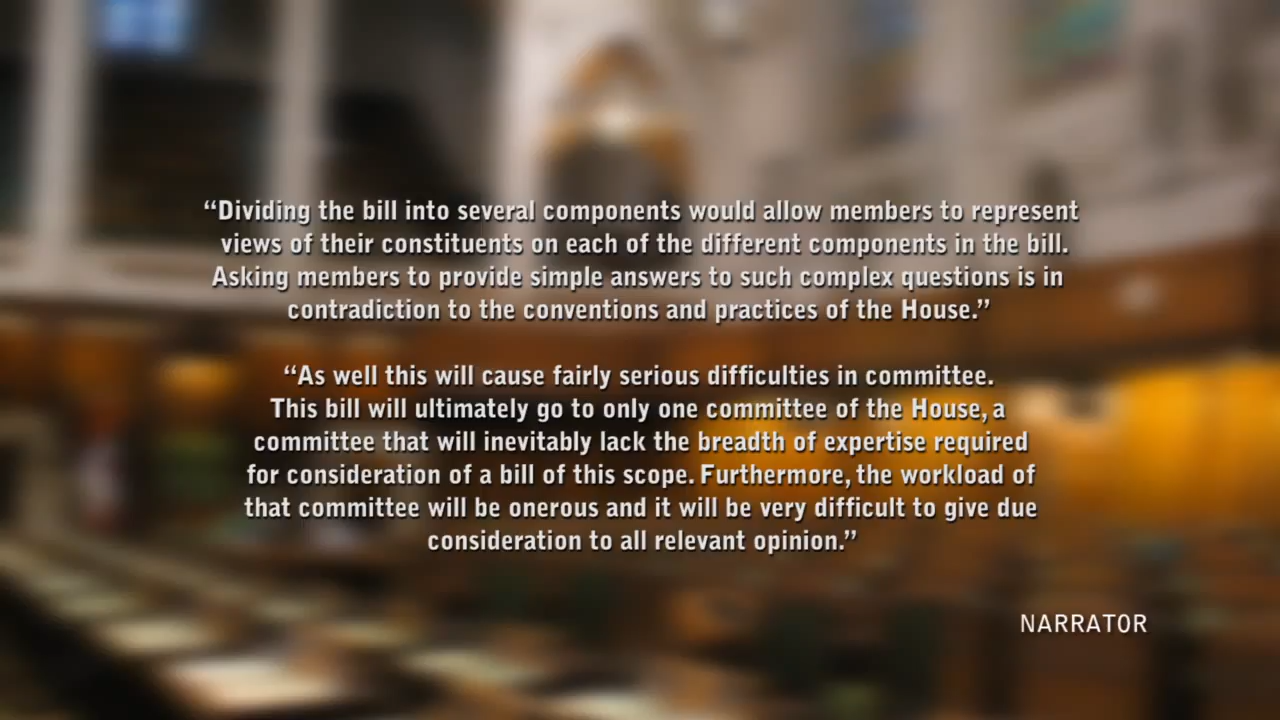 “Dividing the bill into several components would allow members to represent
views of their constituents on each of the different components in the bill.
Asking members to provide simple answers to such complex questions is in
contradiction to the conventions and practices of the House.”
“As well this will cause fairly serious difficulties in committee.
This bill will ultimately go to only one committee of the House, a
committee that will inevitably lack the breadth of expertise required
for consideration of a bill of this scope. Furthermore, the workload of
that committee will be onerous and it will be very difficult to give due
consideration to all relevant opinion.”
NARRATOR